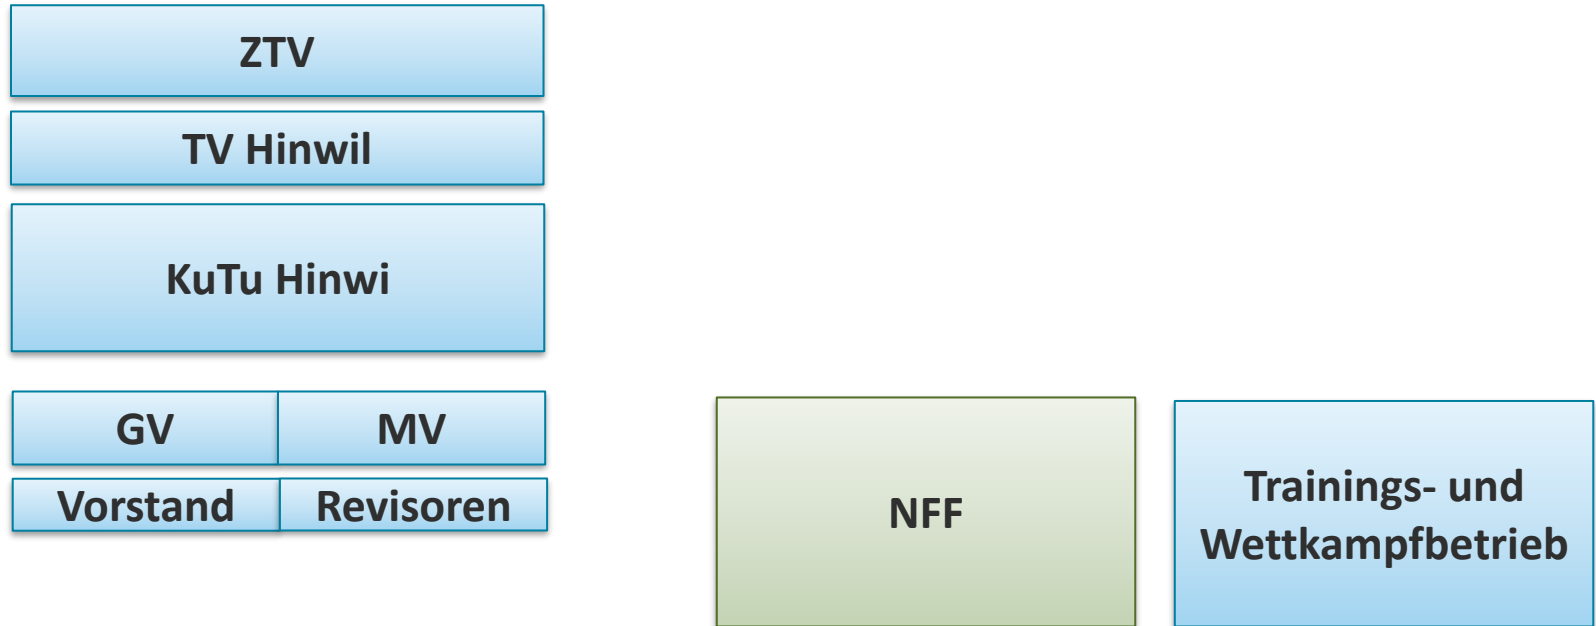 ZTV
TV Hinwil
KuTu Hinwi
GV
MV
Vorstand
Revisoren
NFF
Trainings- und
Wettkampfbetrieb